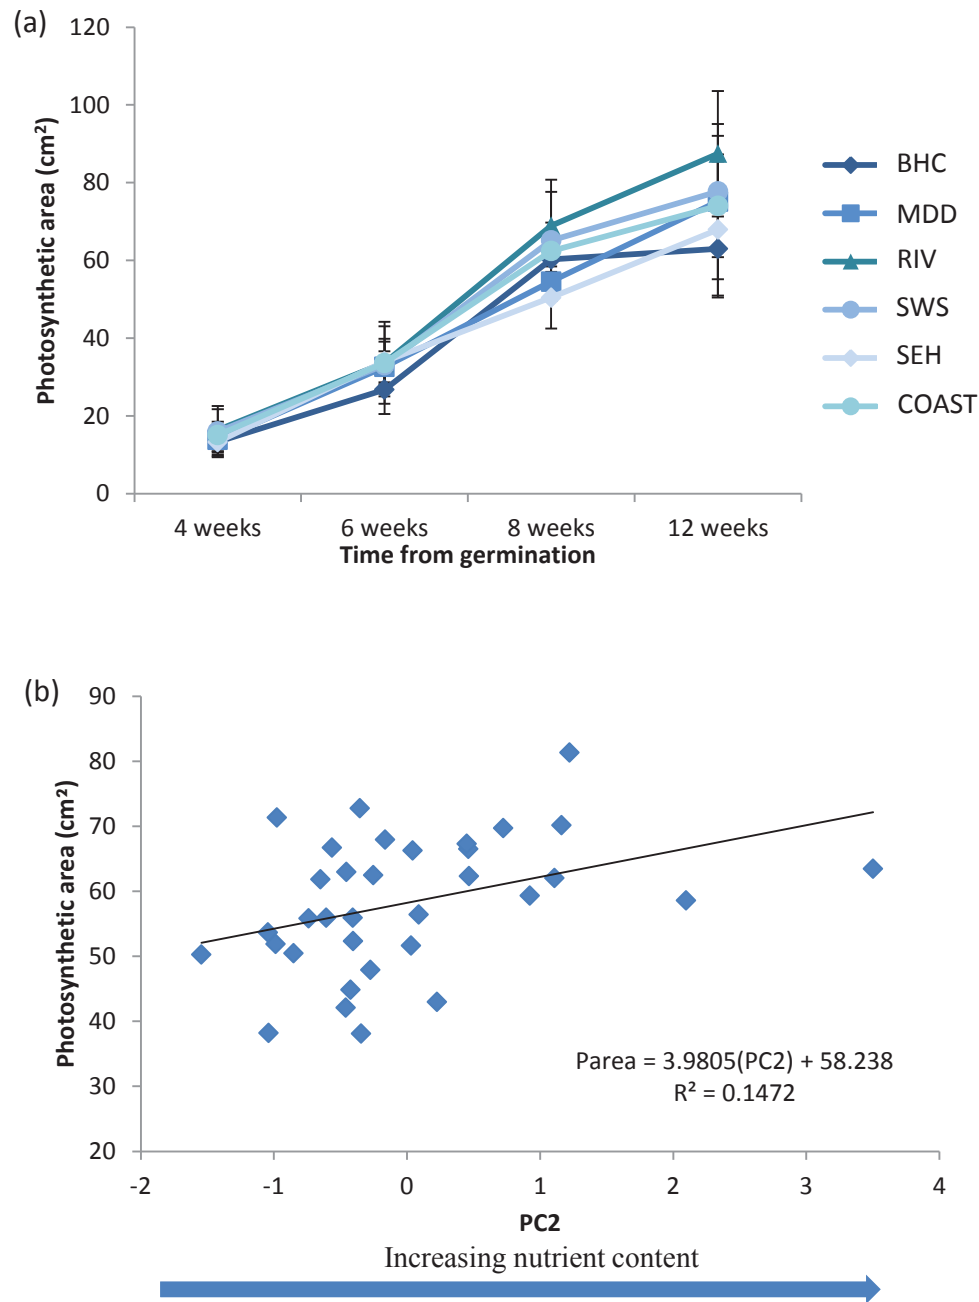 (a)
120
100
80
60
40
20
0
Photosynthetic area (cm²)
4 weeks 6 weeks 8 weeks 12 weeks
Time from germination
BHC
MDD
RIV
SWS
SEH
COAST
(b)
90
80
70
60
50
40
30
20
Photosynthetic area (cm²)
Parea = 3.9805(PC2) + 58.238
R² = 0.1472
-2 -1 0 1 2 3 4
PC2
Increasing nutrient content